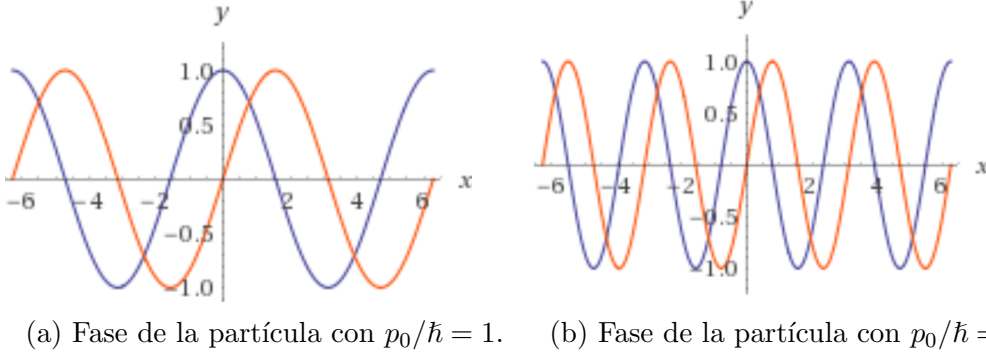 y
1.0
0.5
-6 -4 -2 2 4 6 x
-0.5
-1.0
(a) Fase de la partícula con p₀/ℏ = 1.
y
1.0
0.5
-6 -4 -2 2 4 6 x
-0.5
-1.0
(b) Fase de la partícula con p₀/ℏ =